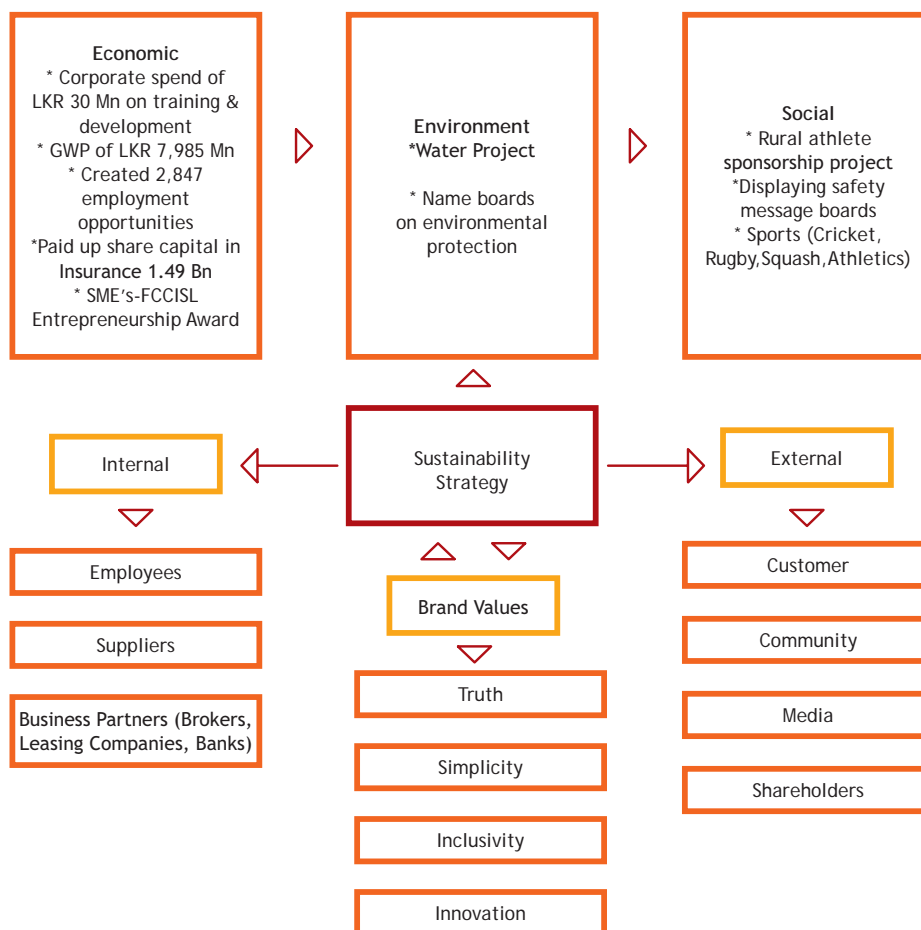 Economic
* Corporate spend of
LKR 30 Mn on training &
development
* GWP of LKR 7,985 Mn
* Created 2,847
employment
opportunities
*Paid up share capital in
Insurance 1.49 Bn
* SME's-FCCISL
Entrepreneurship Award
Environment
*Water Project
* Name boards
on environmental
protection
Social
* Rural athlete
sponsorship project
*Displaying safety
message boards
* Sports (Cricket,
Rugby,Squash,Athletics)
Internal
Sustainability
Strategy
External
Employees
Suppliers
Business Partners (Brokers,
Leasing Companies, Banks)
Brand Values
Truth
Simplicity
Inclusivity
Innovation
Customer
Community
Media
Shareholders